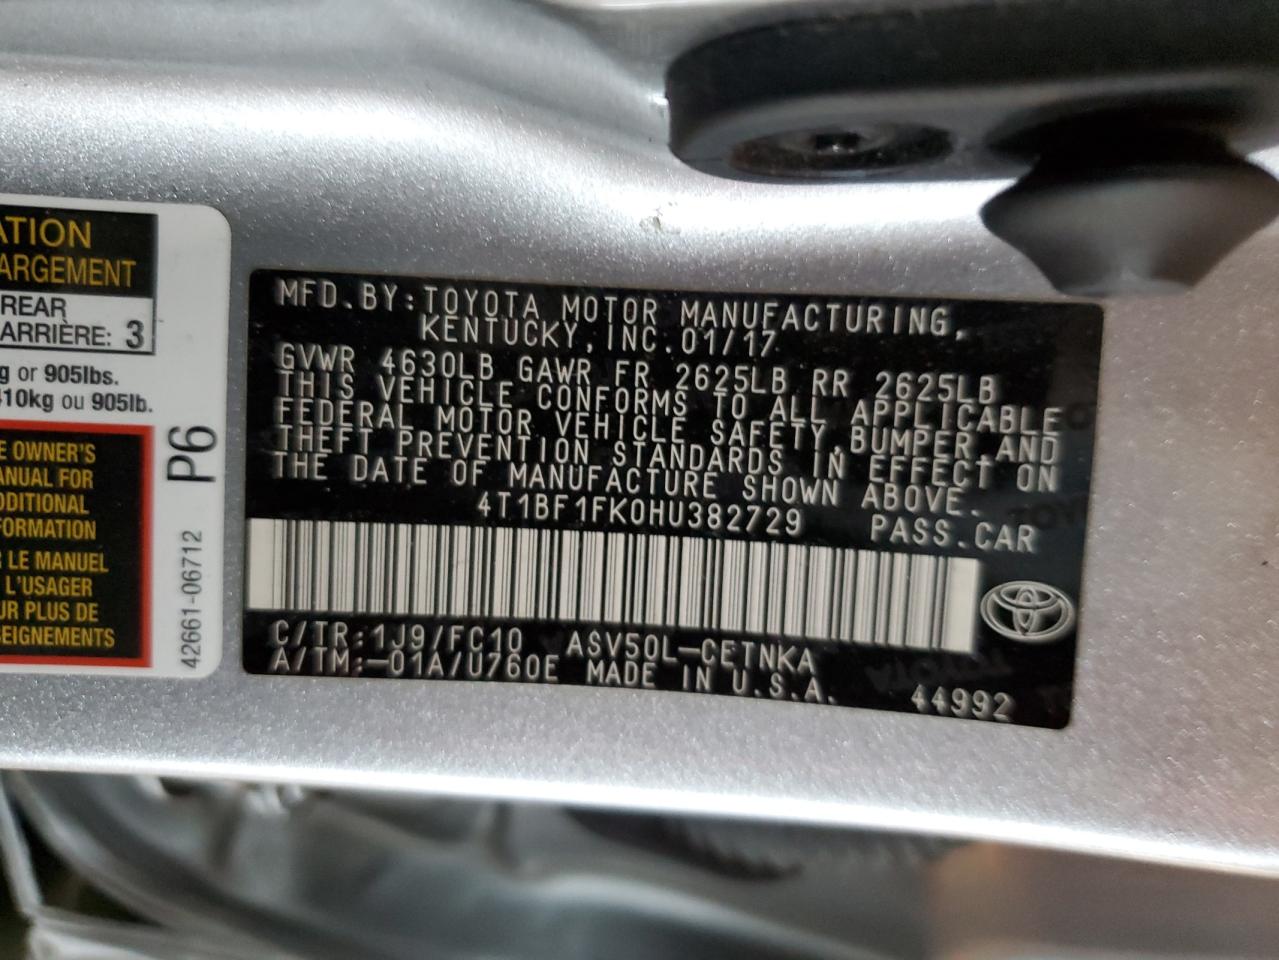 ATION
ARGEMENT
REAR
ARRIÈRE: 3
g or 905lbs.
410kg ou 905lb.
E OWNER'S
ANUAL FOR
DDITIONAL
FORMATION
R LE MANUEL
L'USAGER
UR PLUS DE
SEIGNEMENTS
P6
42661-06712
MFD.BY:TOYOTA MOTOR MANUFACTURING,
KENTUCKY,INC.01/17
GVWR 4630LB GAWR FR 2625LB RR 2625LB
THIS VEHICLE CONFORMS TO ALL APPLICABLE
FEDERAL MOTOR VEHICLE SAFETY,BUMPER,AND
THEFT PREVENTION STANDARDS IN EFFECT ON
THE DATE OF MANUFACTURE SHOWN ABOVE.
4T1BF1FK0HU382729 PASS.CAR
C/TR:1J9/FC10 ASV50L-CETNKA
A/TM:-01A/U760E MADE IN U.S.A.
44992